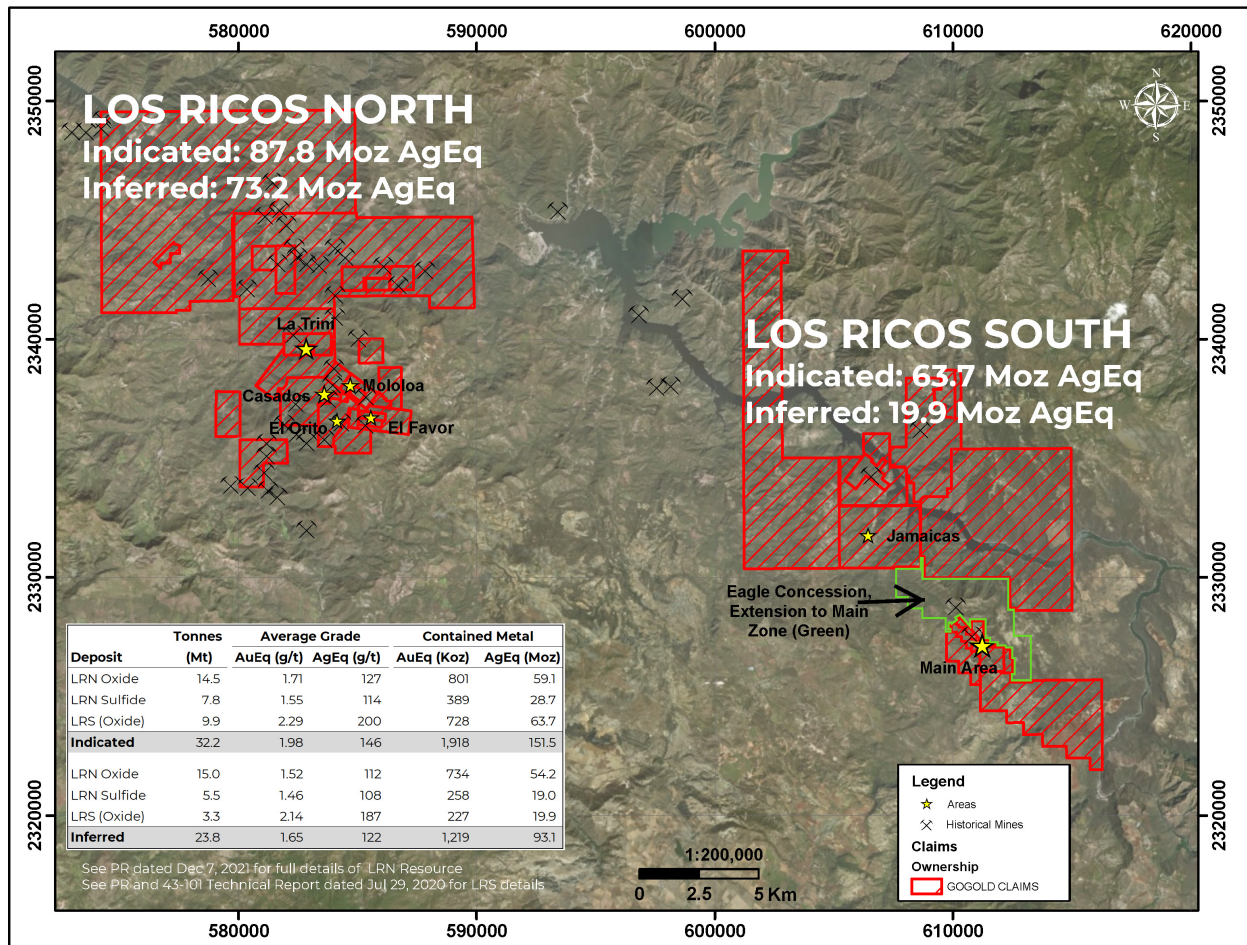 580000 590000 600000 610000 620000
2350000 2350000
N
W E
S
LOS RICOS NORTH
Indicated: 87.8 Moz AgEq
Inferred: 73.2 Moz AgEq
2340000 2340000
La Trini
Mololoa
Casados
El Orito
El Favor
LOS RICOS SOUTH
Indicated: 63.7 Moz AgEq
Inferred: 19.9 Moz AgEq
Jamaicas
2330000 2330000
Eagle Concession,
Extension to Main
Zone (Green)
Main Area
Tonnes Average Grade Contained Metal
Deposit (Mt) AuEq (g/t) AgEq (g/t) AuEq (Koz) AgEq (Moz)
LRN Oxide 14.5 1.71 127 801 59.1
LRN Sulfide 7.8 1.55 114 389 28.7
LRS (Oxide) 9.9 2.29 200 728 63.7
Indicated 32.2 1.98 146 1,918 151.5
LRN Oxide 15.0 1.52 112 734 54.2
LRN Sulfide 5.5 1.46 108 258 19.0
LRS (Oxide) 3.3 2.14 187 227 19.9
Inferred 23.8 1.65 122 1,219 93.1
See PR dated Dec 7, 2021 for full details of LRN Resource
See PR and 43-101 Technical Report dated Jul 29, 2020 for LRS details
2320000 2320000
1:200,000
0 2.5 5 Km
Legend
Areas
Historical Mines
Claims
Ownership
GOGOLD CLAIMS
580000 590000 600000 610000